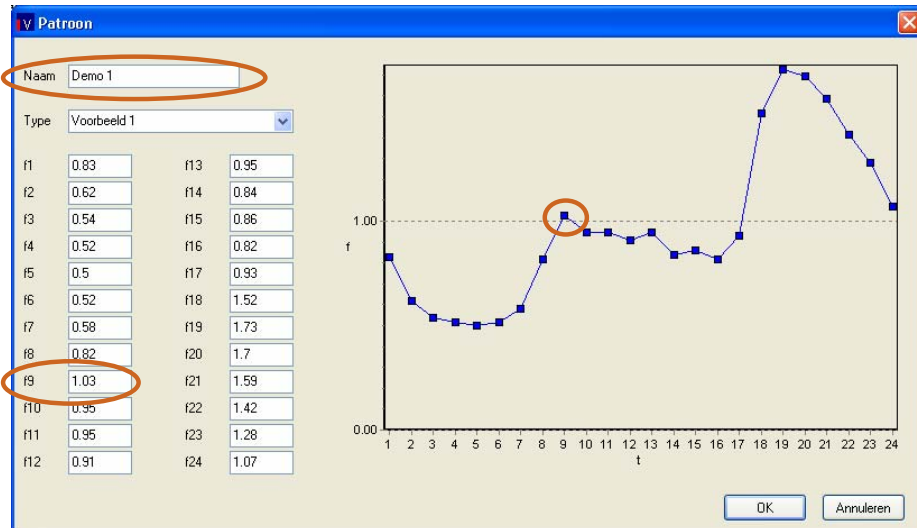 Patroon
Naam Demo 1
Type Voorbeeld 1
f1 0.83 f13 0.95
f2 0.62 f14 0.84
f3 0.54 f15 0.86
f4 0.52 f16 0.82
f5 0.5 f17 0.93
f6 0.52 f18 1.52
f7 0.58 f19 1.73
f8 0.82 f20 1.7
f9 1.03 f21 1.59
f10 0.95 f22 1.42
f11 0.95 f23 1.28
f12 0.91 f24 1.07
1.00
f
0.00
1 2 3 4 5 6 7 8 9 10 11 12 13 14 15 16 17 18 19 20 21 22 23 24
t
OK Annuleren